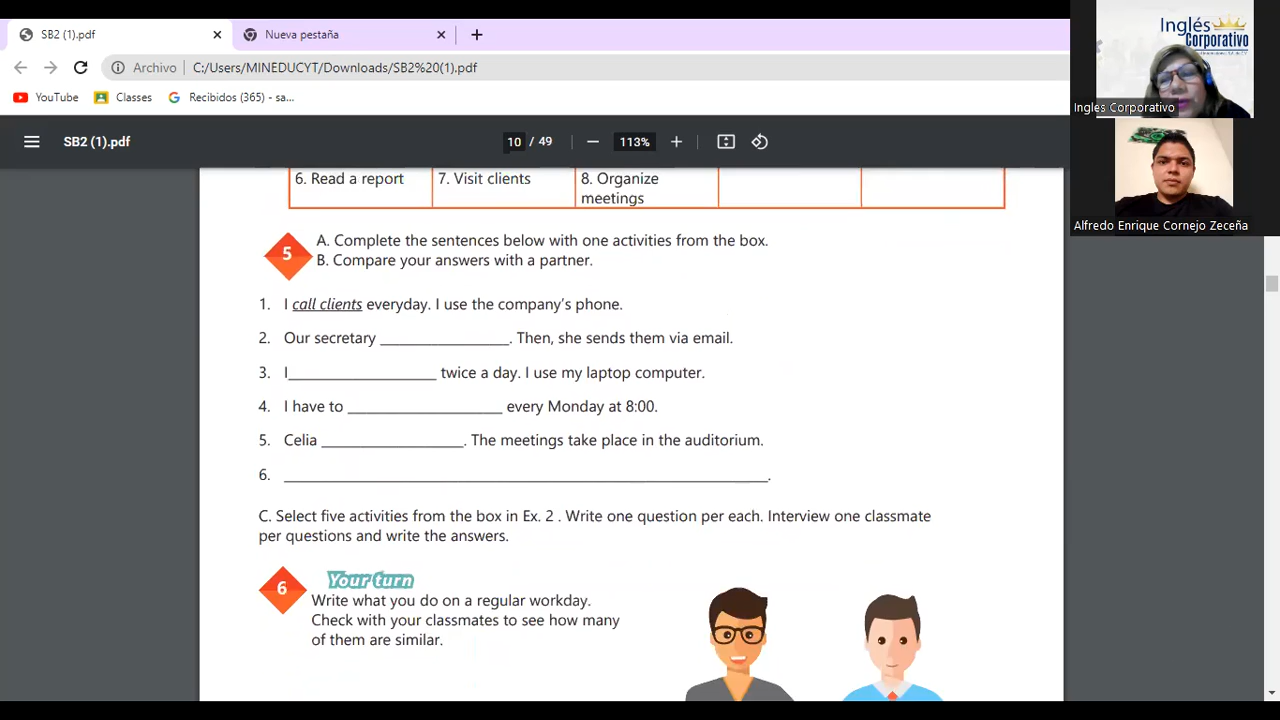 SB2 (1).pdf
Nueva pestaña
Archivo
C:/Users/MINEDUCYT/Downloads/SB2%20(1).pdf
YouTube
Classes
Recibidos (365) - sa...
SB2 (1).pdf
10 / 49
113%
6. Read a report
7. Visit clients
8. Organize
meetings
5
A. Complete the sentences below with one activities from the box.
B. Compare your answers with a partner.
1. I call clients everyday. I use the company’s phone.
2. Our secretary _______________. Then, she sends them via email.
3. I_________________ twice a day. I use my laptop computer.
4. I have to __________________ every Monday at 8:00.
5. Celia _________________. The meetings take place in the auditorium.
6. _________________________________________________________.
C. Select five activities from the box in Ex. 2 . Write one question per each. Interview one classmate
per questions and write the answers.
6
Your turn
Write what you do on a regular workday.
Check with your classmates to see how many
of them are similar.
Inglés
Corporativo
Ingles Corporativo
Alfredo Enrique Cornejo Zeceña